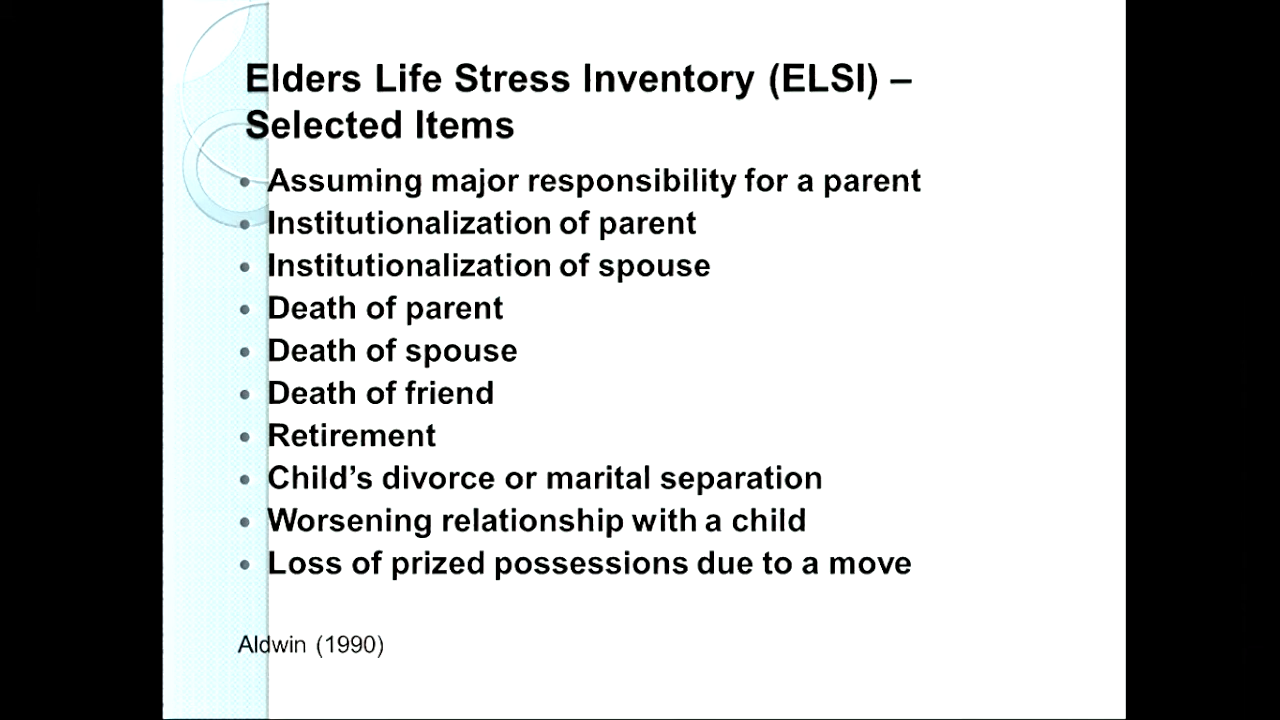 Elders Life Stress Inventory (ELSI) –
Selected Items
• Assuming major responsibility for a parent
• Institutionalization of parent
• Institutionalization of spouse
• Death of parent
• Death of spouse
• Death of friend
• Retirement
• Child’s divorce or marital separation
• Worsening relationship with a child
• Loss of prized possessions due to a move
Aldwin (1990)